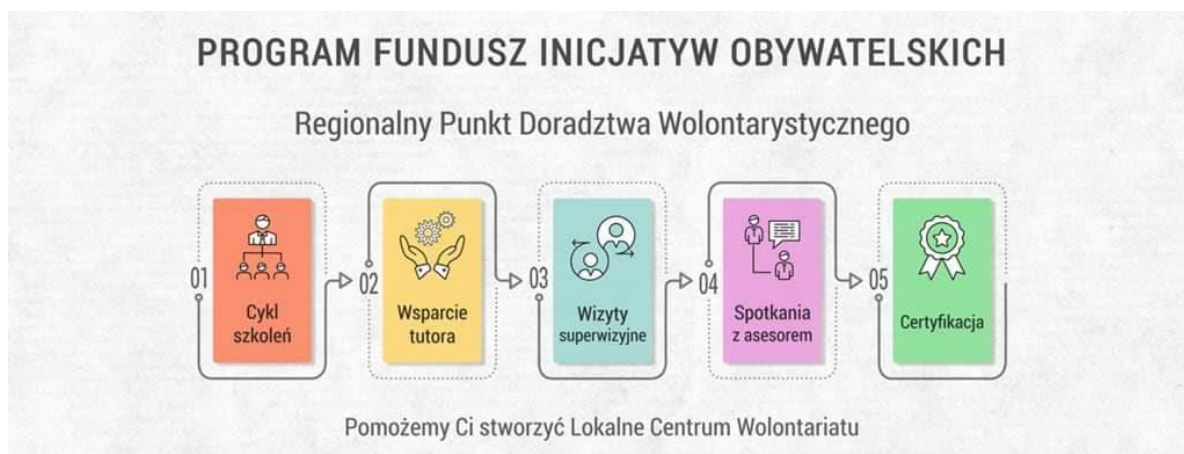 PROGRAM FUNDUSZ INICJATYW OBYWATELSKICH
Regionalny Punkt Doradztwa Wolontarystycznego
01
Cykl
szkoleń
02
Wsparcie
tutora
03
Wizyty
superwizyjne
04
Spotkania
z asesorem
05
Certyfikacja
Pomożemy Ci stworzyć Lokalne Centrum Wolontariatu